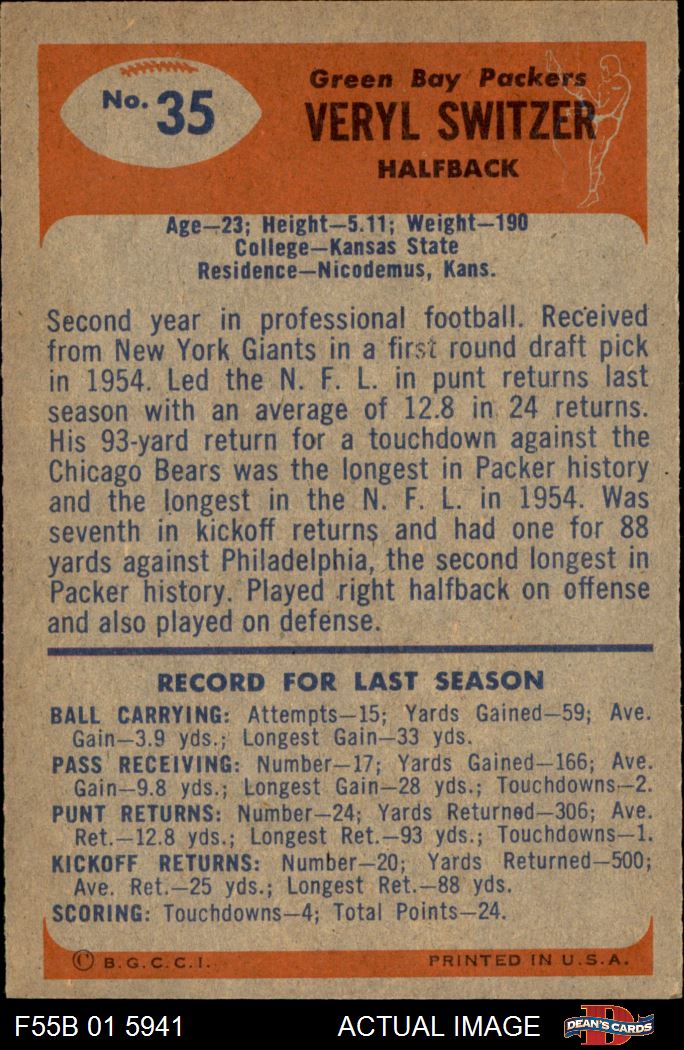 No. 35
Green Bay Packers
VERYL SWITZER
HALFBACK
Age—23; Height—5.11; Weight—190
College—Kansas State
Residence—Nicodemus, Kans.
Second year in professional football. Received
from New York Giants in a first round draft pick
in 1954. Led the N. F. L. in punt returns last
season with an average of 12.8 in 24 returns.
His 93-yard return for a touchdown against the
Chicago Bears was the longest in Packer history
and the longest in the N. F. L. in 1954. Was
seventh in kickoff returns and had one for 88
yards against Philadelphia, the second longest in
Packer history. Played right halfback on offense
and also played on defense.
RECORD FOR LAST SEASON
BALL CARRYING: Attempts—15; Yards Gained—59; Ave.
Gain—3.9 yds.; Longest Gain—33 yds.
PASS RECEIVING: Number—17; Yards Gained—166; Ave.
Gain—9.8 yds.; Longest Gain—28 yds.; Touchdowns—2.
PUNT RETURNS: Number—24; Yards Returned—306; Ave.
Ret.—12.8 yds.; Longest Ret.—93 yds.; Touchdowns—1.
KICKOFF RETURNS: Number—20; Yards Returned—500;
Ave. Ret.—25 yds.; Longest Ret.—88 yds.
SCORING: Touchdowns—4; Total Points—24.
© B.G.C.C.I. PRINTED IN U.S.A.
F55B 01 5941 ACTUAL IMAGE D DEAN'S CARDS